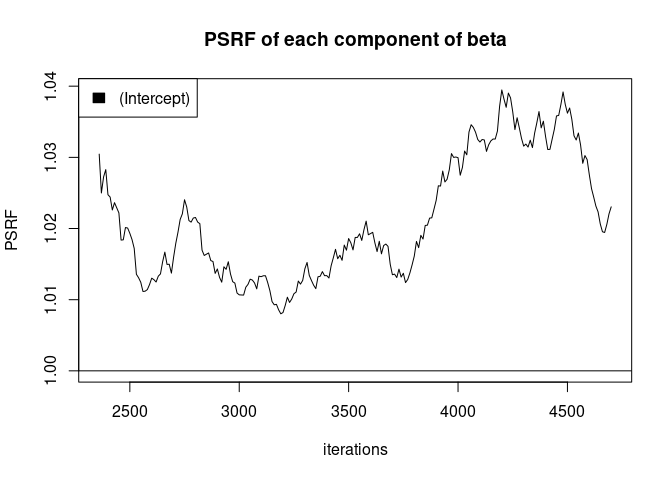 PSRF of each component of beta
(Intercept)
PSRF
1.04
1.03
1.02
1.01
1.00
2500 3000 3500 4000 4500
iterations